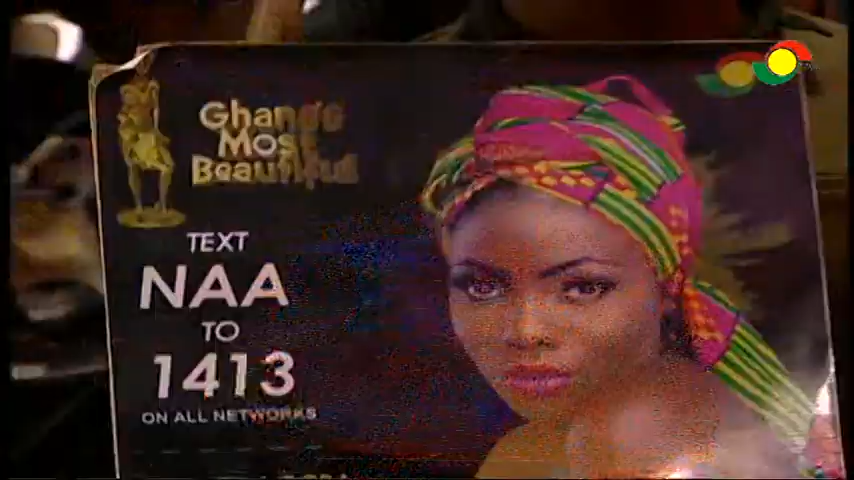 Ghana's
Most
Beautiful
TEXT
NAA
TO
1413
ON ALL NETWORKS